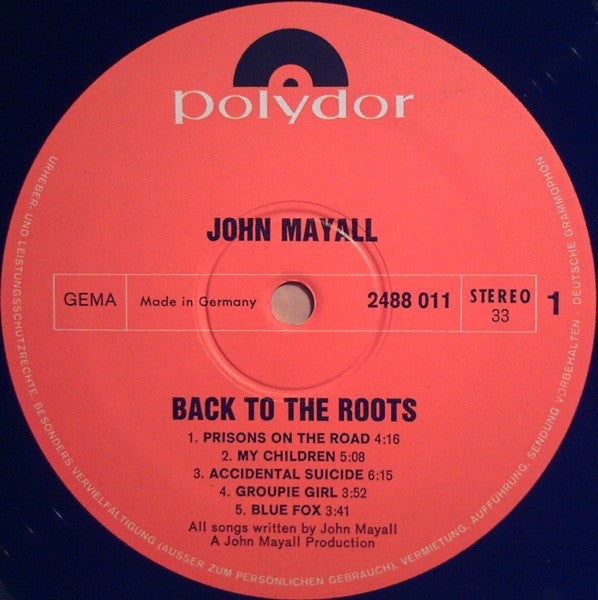 polydor
JOHN MAYALL
GEMA
Made in Germany
2488 011
STEREO
33
1
BACK TO THE ROOTS
1. PRISONS ON THE ROAD 4:16
2. MY CHILDREN 5:08
3. ACCIDENTAL SUICIDE 6:15
4. GROUPIE GIRL 3:52
5. BLUE FOX 3:41
All songs written by John Mayall
A John Mayall Production
URHEBER- UND LEISTUNGSSCHUTZRECHTE, BESONDERS VERVIELFALTIGUNG (AUSSER ZUM PERSÖNLICHEN GEBRAUCH), VERMIETUNG, AUFFÜHRUNG, SENDUNG VORBEHALTEN · DEUTSCHE GRAMMOPHON